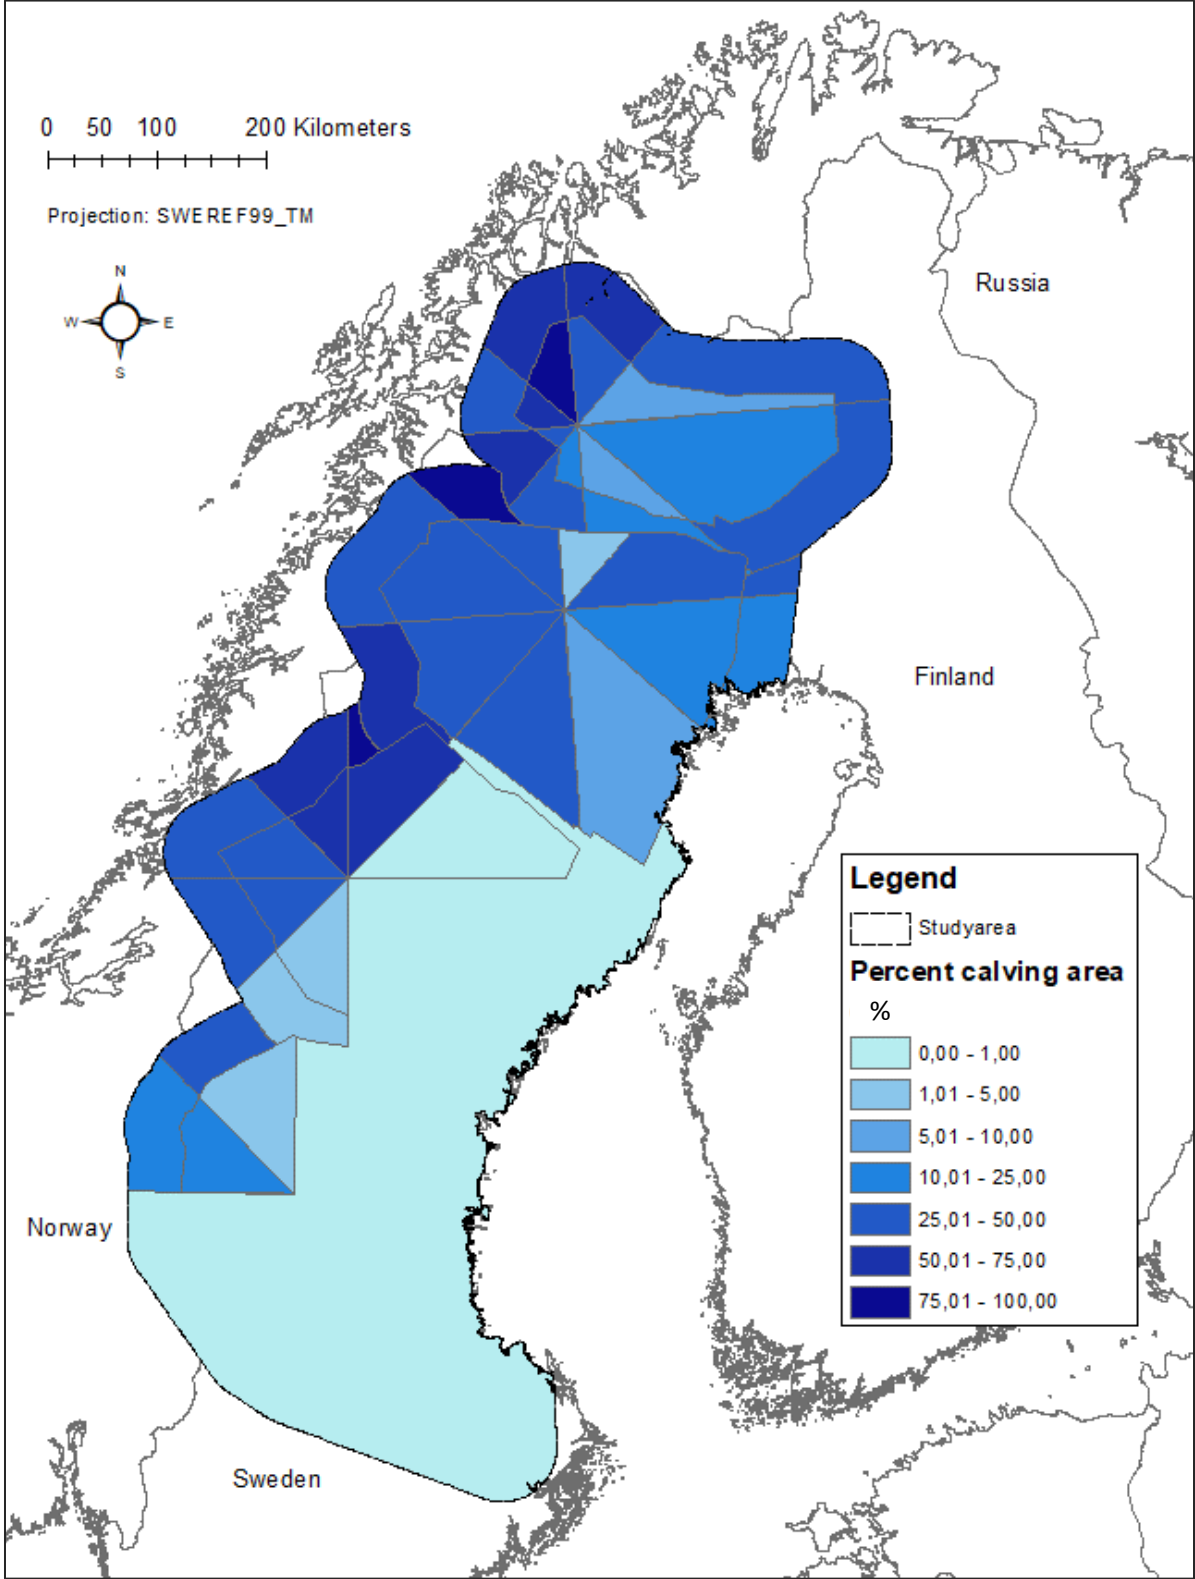 0 50 100 200 Kilometers
Projection: SWEREF99_TM
N
W E
S
Russia
Finland
Norway
Sweden
Legend
Studyarea
Percent calving area
%
0,00 - 1,00
1,01 - 5,00
5,01 - 10,00
10,01 - 25,00
25,01 - 50,00
50,01 - 75,00
75,01 - 100,00